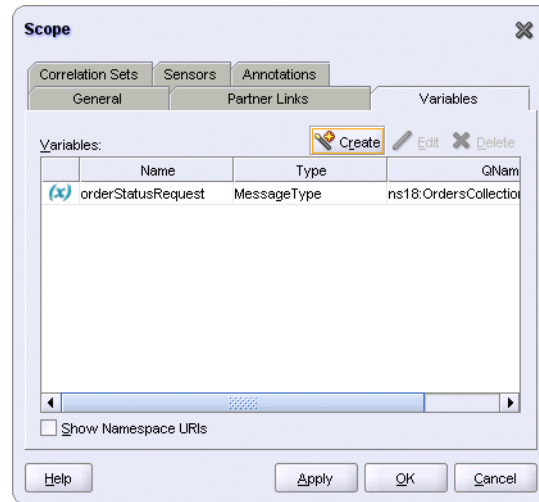 Scope
Correlation Sets Sensors Annotations
General Partner Links Variables
Variables: Create Edit Delete
Name Type QNam
(x) orderStatusRequest MessageType ns18:OrdersCollection
Show Namespace URIs
Help Apply OK Cancel